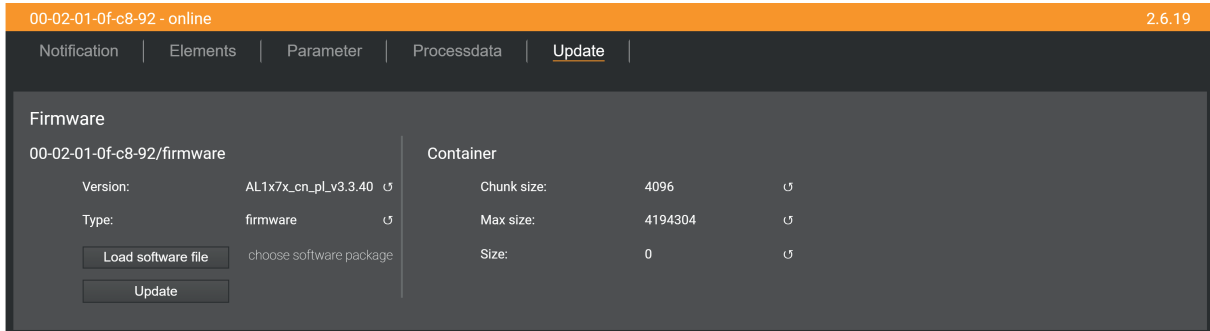 00-02-01-0f-c8-92 - online 2.6.19
Notification Elements Parameter Processdata Update
Firmware
00-02-01-0f-c8-92/firmware
Version: AL1x7x_cn_pl_v3.3.40
Type: firmware
Load software file choose software package
Update
Container
Chunk size: 4096
Max size: 4194304
Size: 0